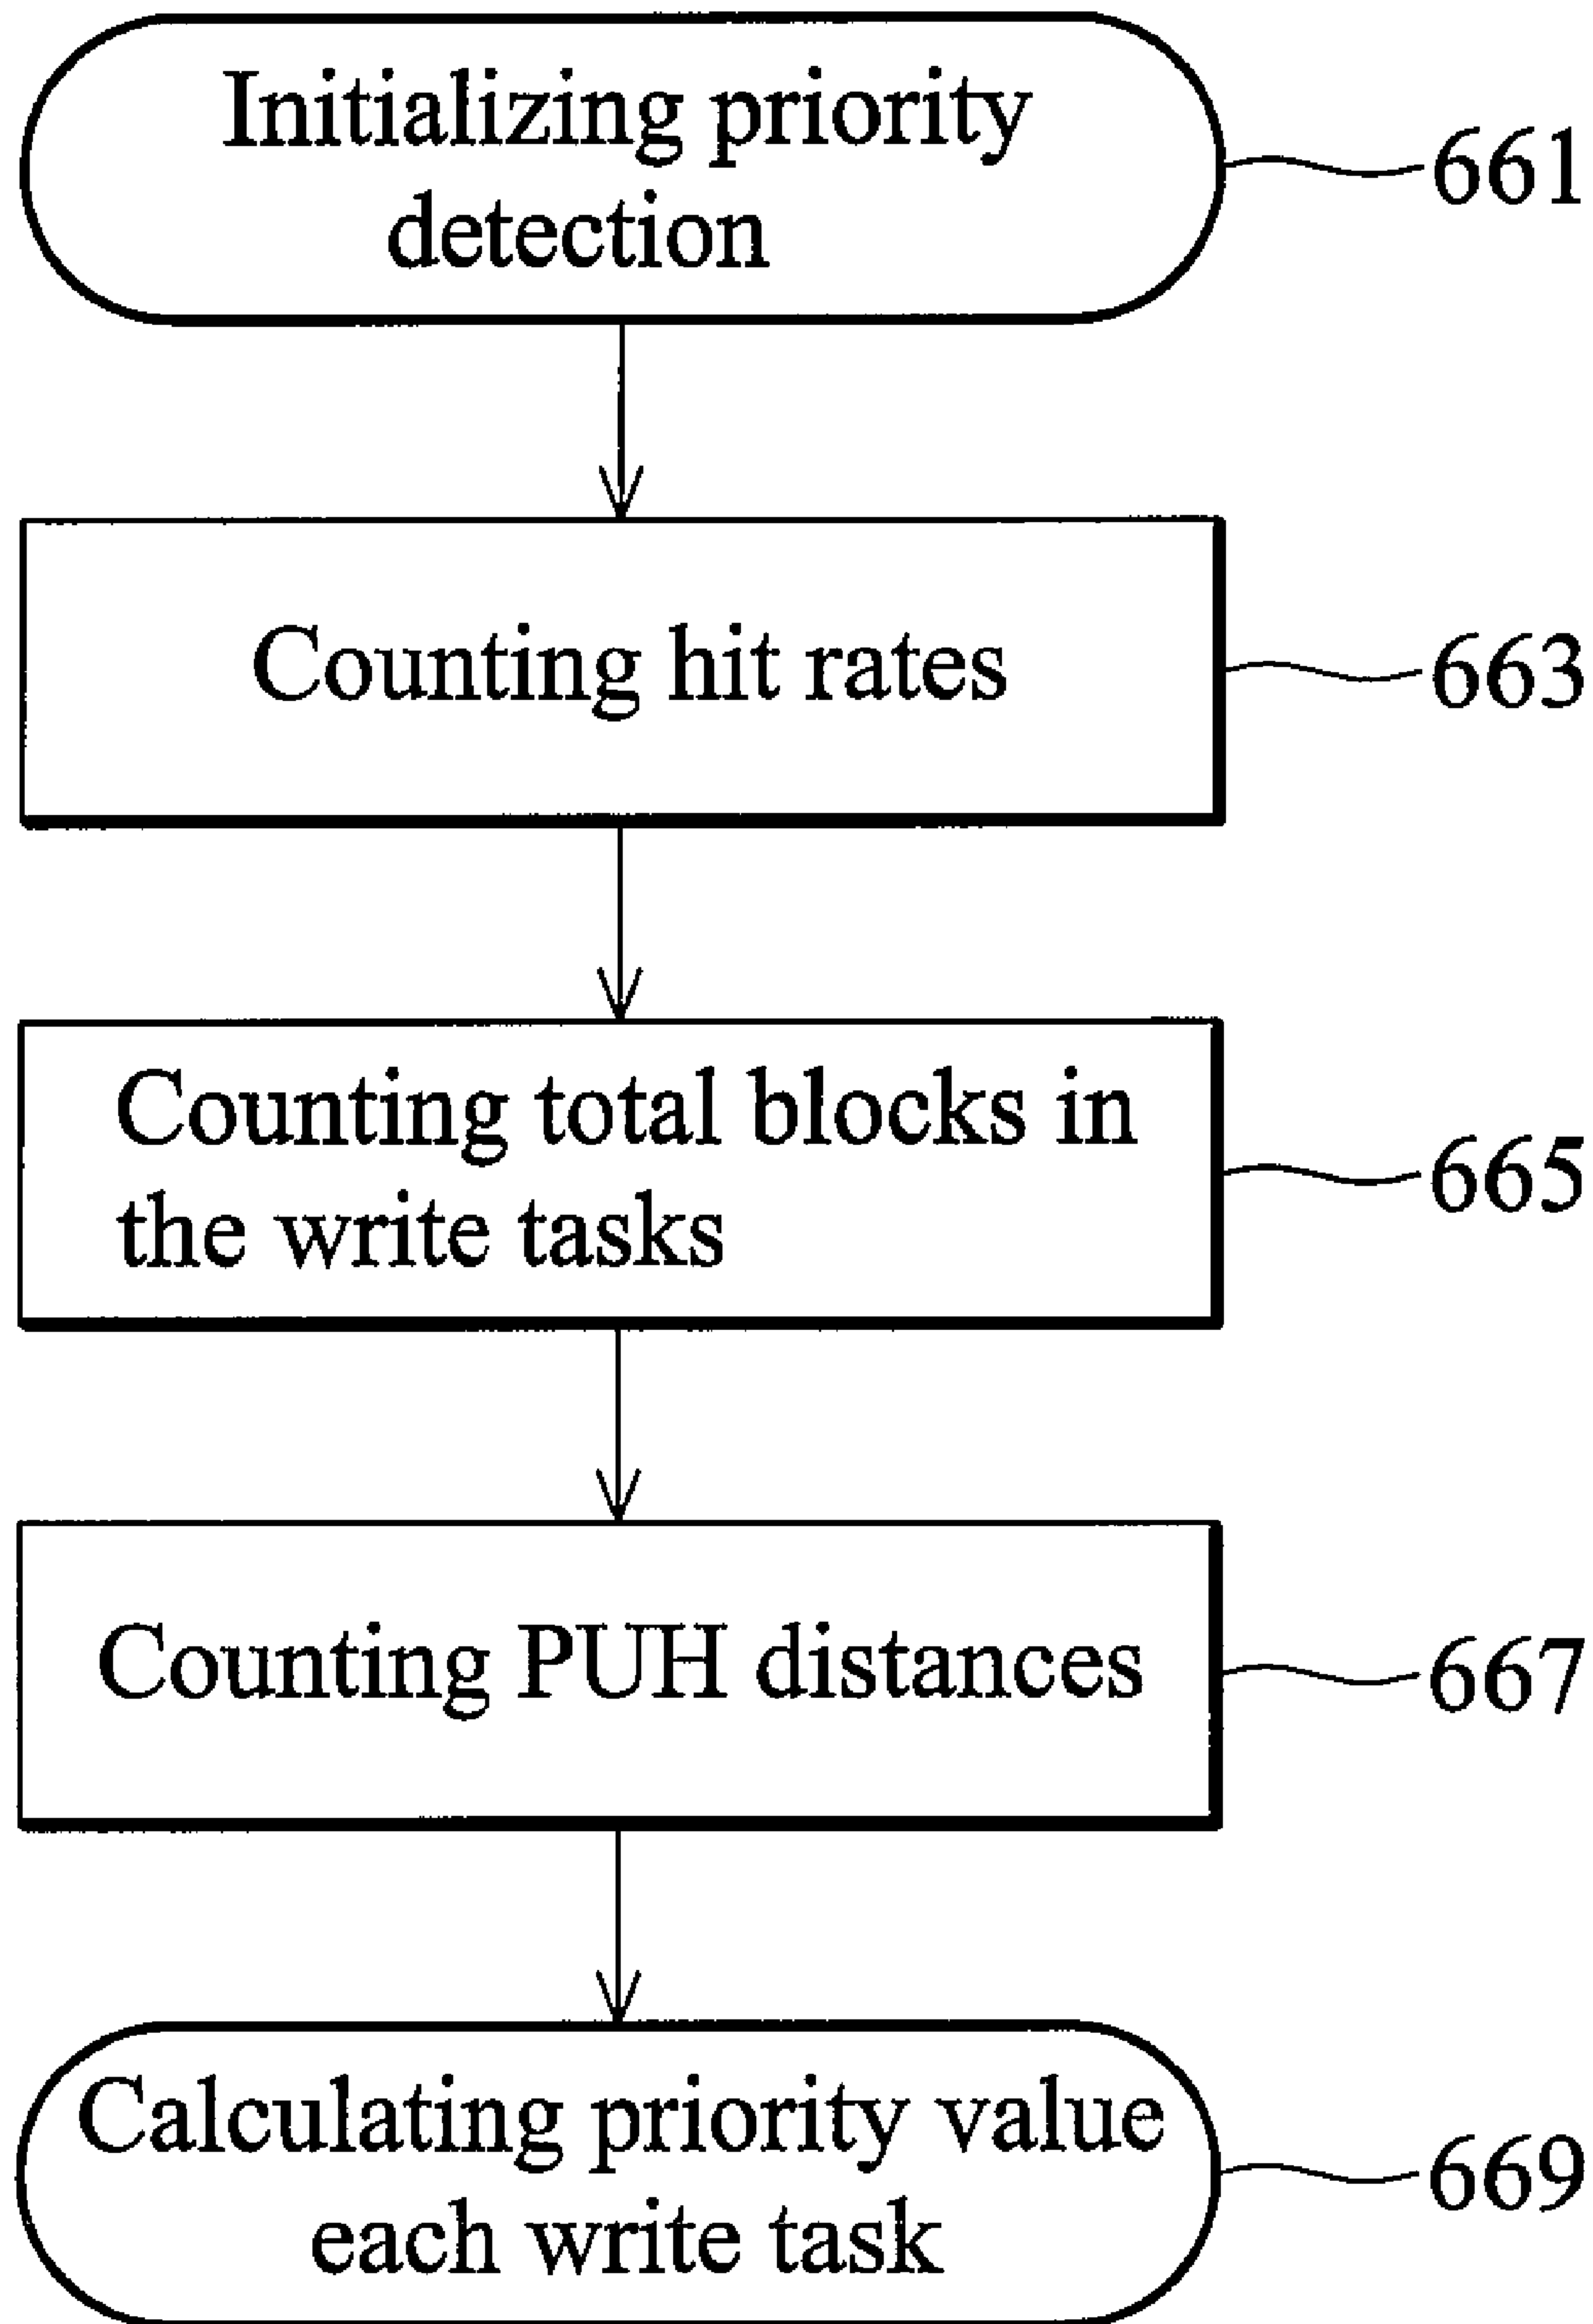 Initializing priority
detection
661
Counting hit rates
663
Counting total blocks in
the write tasks
665
Counting PUH distances
667
Calculating priority value
each write task
669